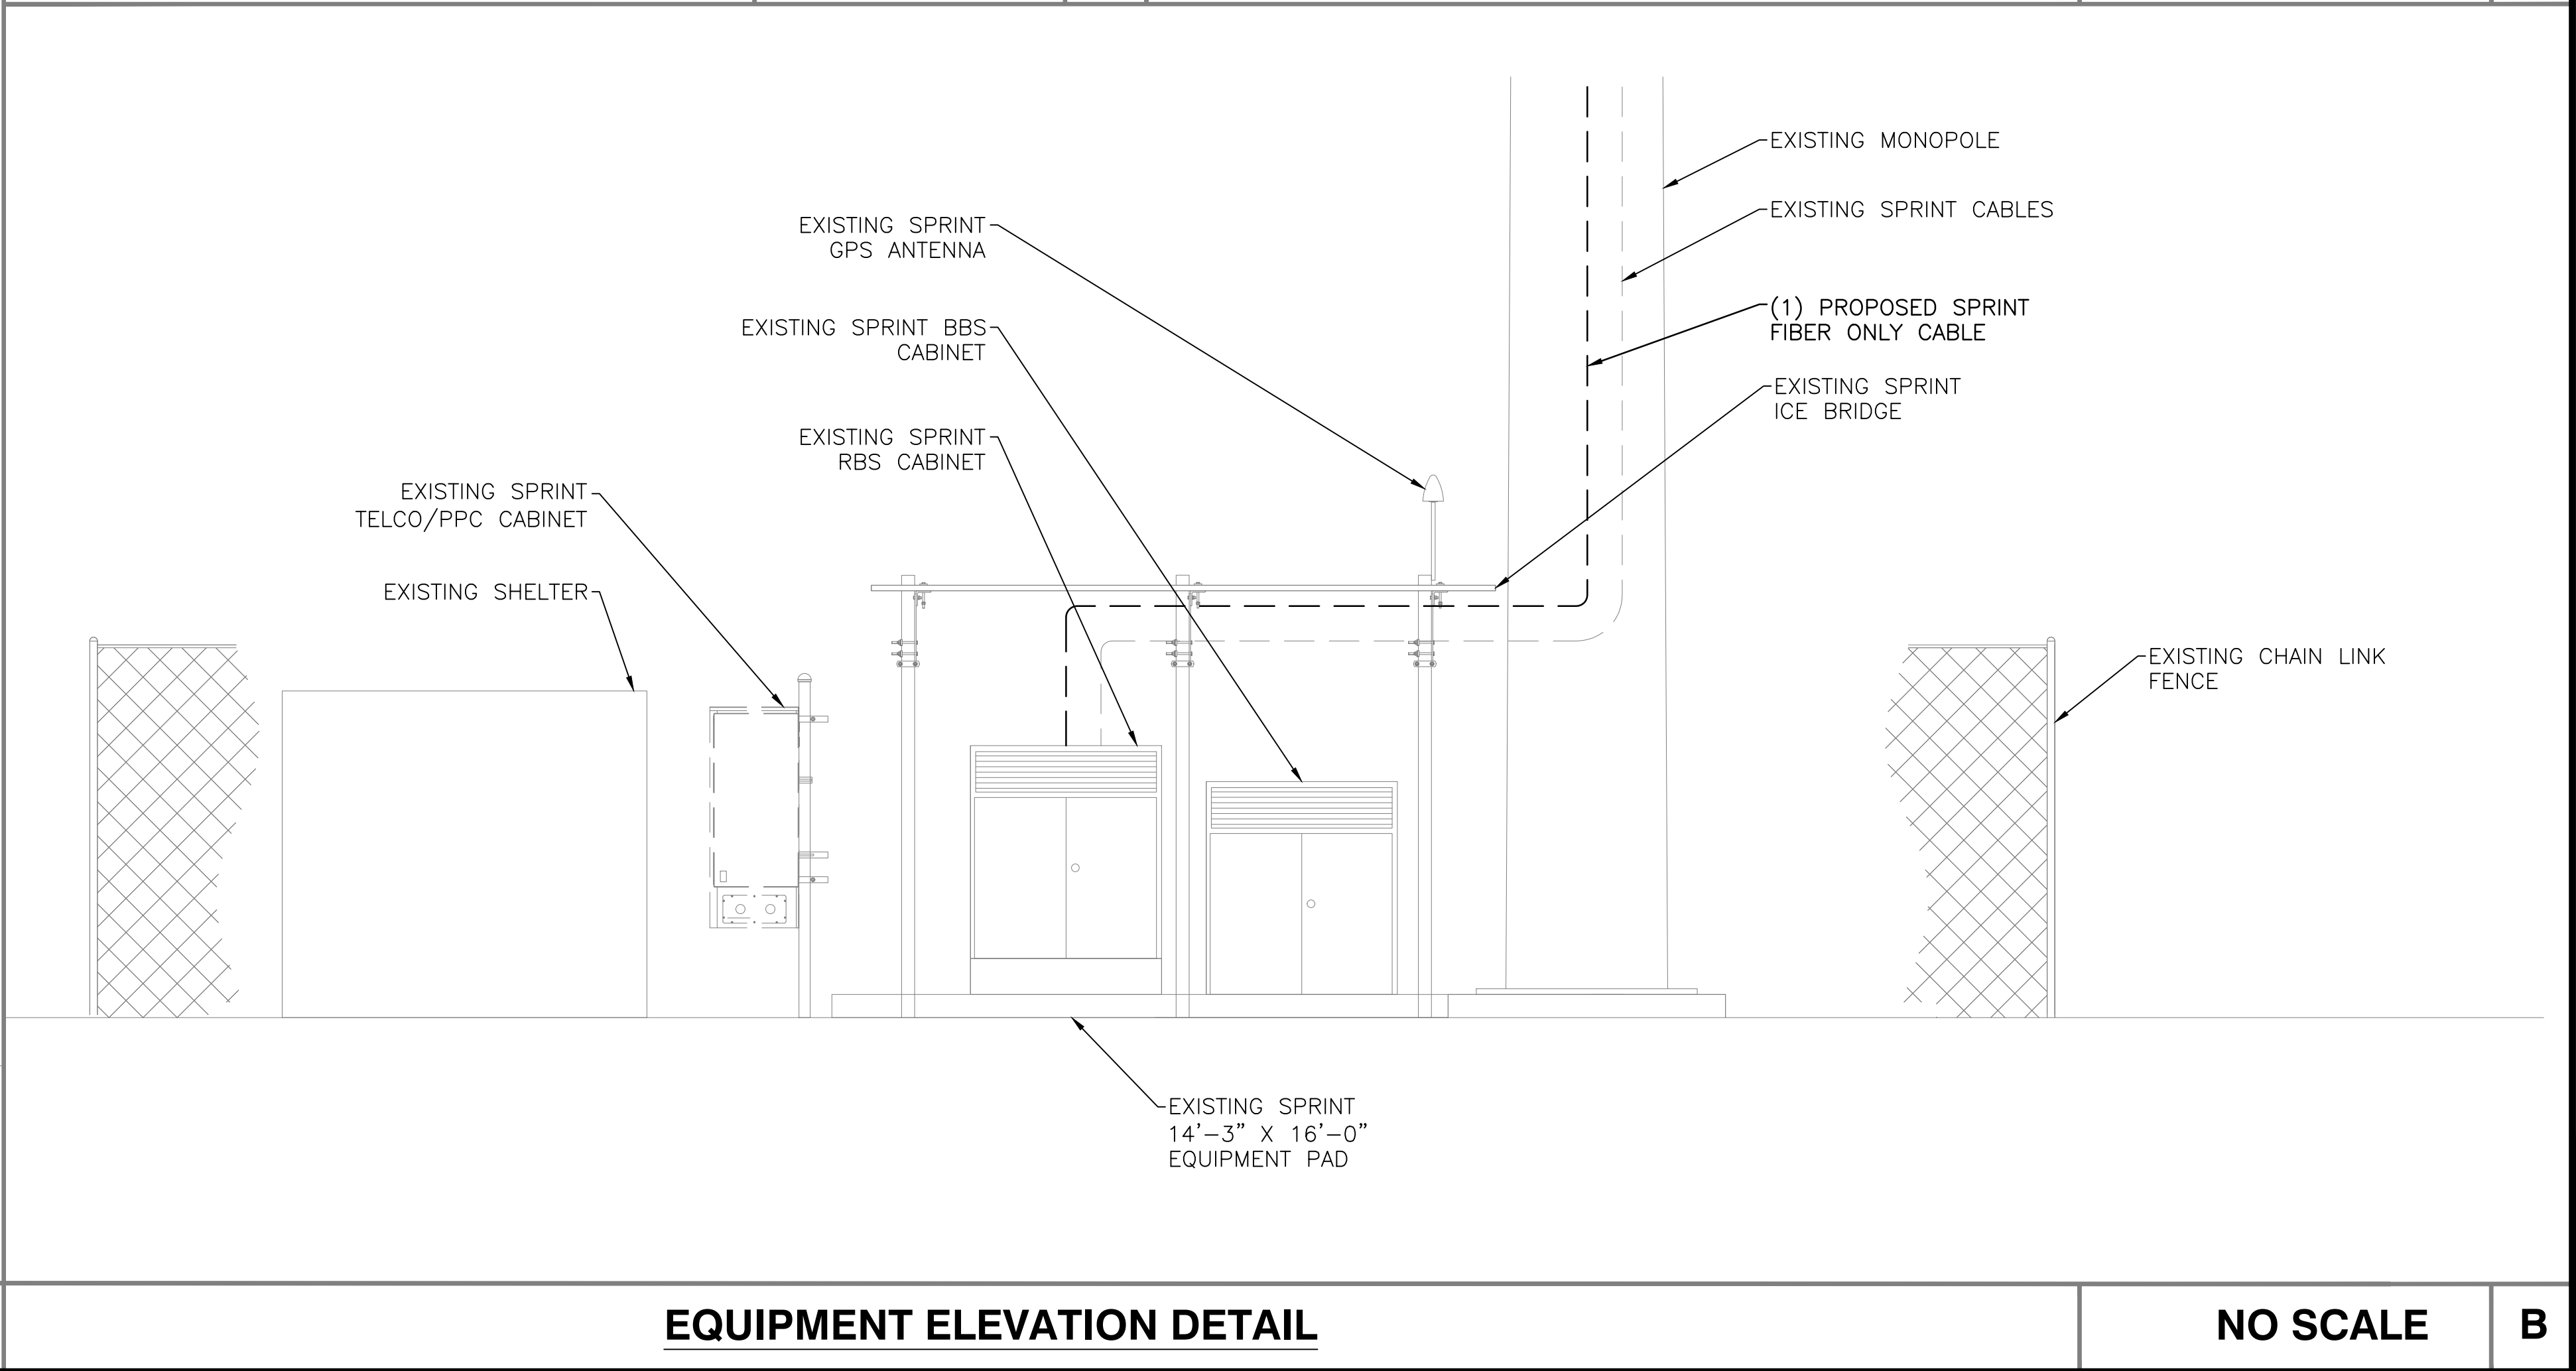 EXISTING MONOPOLE
EXISTING SPRINT CABLES
EXISTING SPRINT
GPS ANTENNA
(1) PROPOSED SPRINT
FIBER ONLY CABLE
EXISTING SPRINT BBS
CABINET
EXISTING SPRINT
ICE BRIDGE
EXISTING SPRINT
RBS CABINET
EXISTING SPRINT
TELCO/PPC CABINET
EXISTING SHELTER
EXISTING CHAIN LINK
FENCE
EXISTING SPRINT
14'-3" X 16'-0"
EQUIPMENT PAD
EQUIPMENT ELEVATION DETAIL
NO SCALE
B